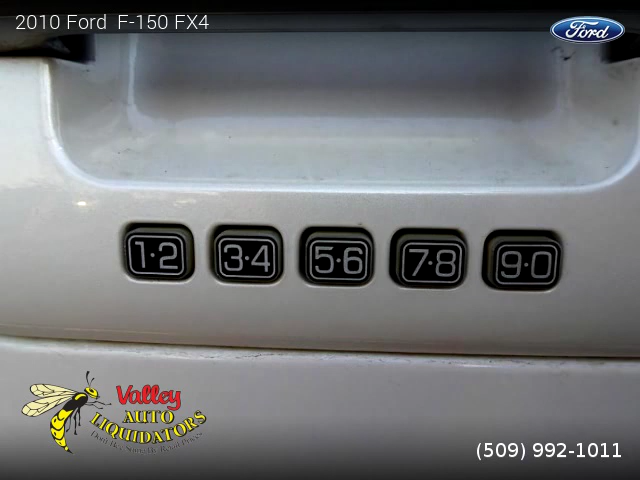 2010 Ford F-150 FX4
Ford
1·2 3·4 5·6 7·8 9·0
Valley
AUTO
LIQUIDATORS
(509) 992-1011